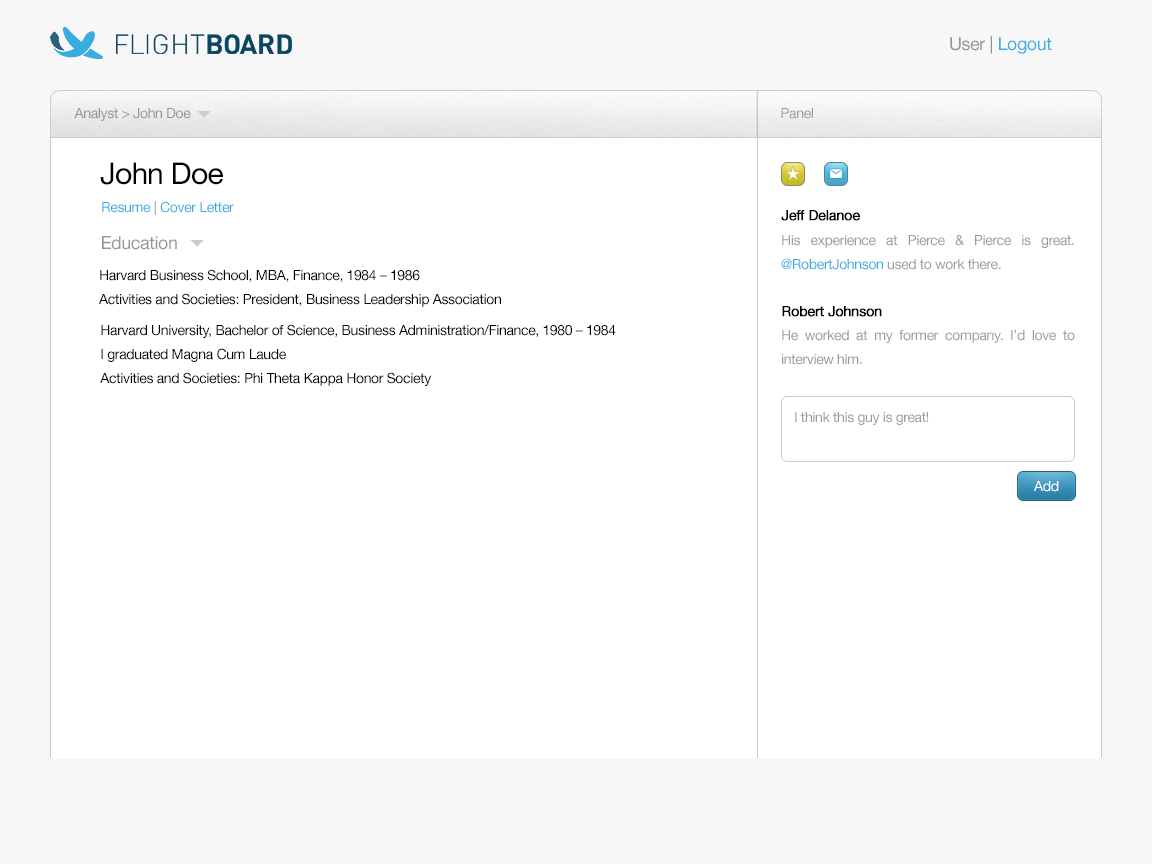 FLIGHTBOARD
User | Logout
Analyst > John Doe
Panel
John Doe
Resume | Cover Letter
Education
Harvard Business School, MBA, Finance, 1984 – 1986
Activities and Societies: President, Business Leadership Association
Harvard University, Bachelor of Science, Business Administration/Finance, 1980 – 1984
I graduated Magna Cum Laude
Activities and Societies: Phi Theta Kappa Honor Society
Jeff Delanoe
His experience at Pierce & Pierce is great.
@RobertJohnson used to work there.
Robert Johnson
He worked at my former company. I'd love to
interview him.
I think this guy is great!
Add